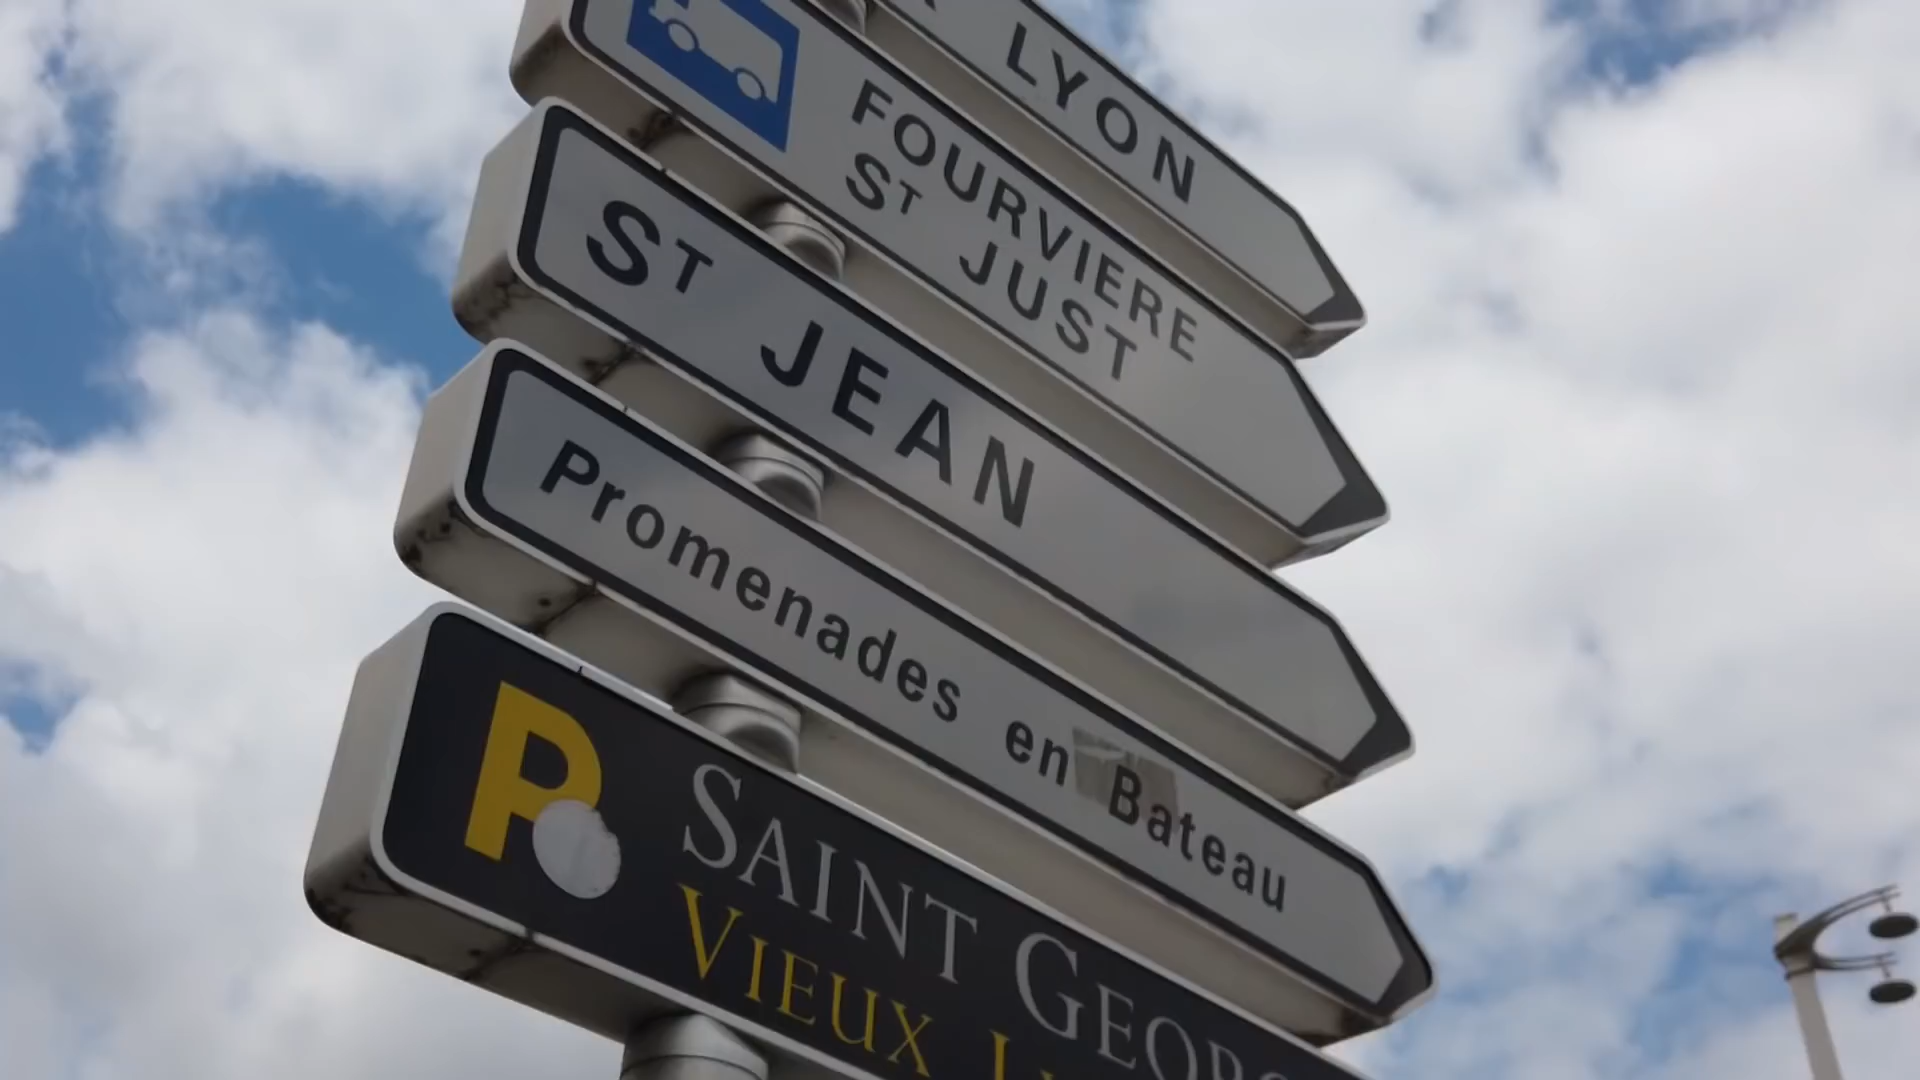 LYON
FOURVIERE
ST JUST
ST JEAN
Promenades en Bateau
P SAINT
VIEUX